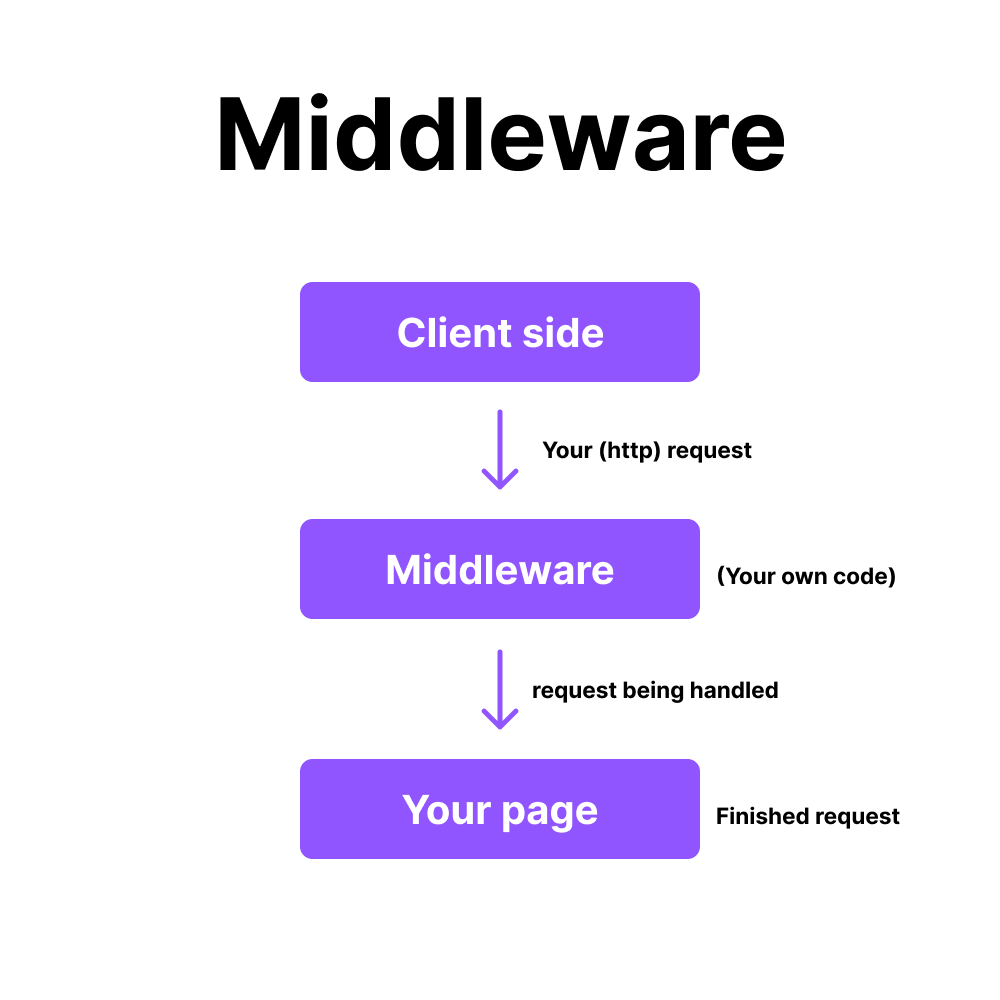 Middleware
Client side
Your (http) request
Middleware
(Your own code)
request being handled
Your page
Finished request